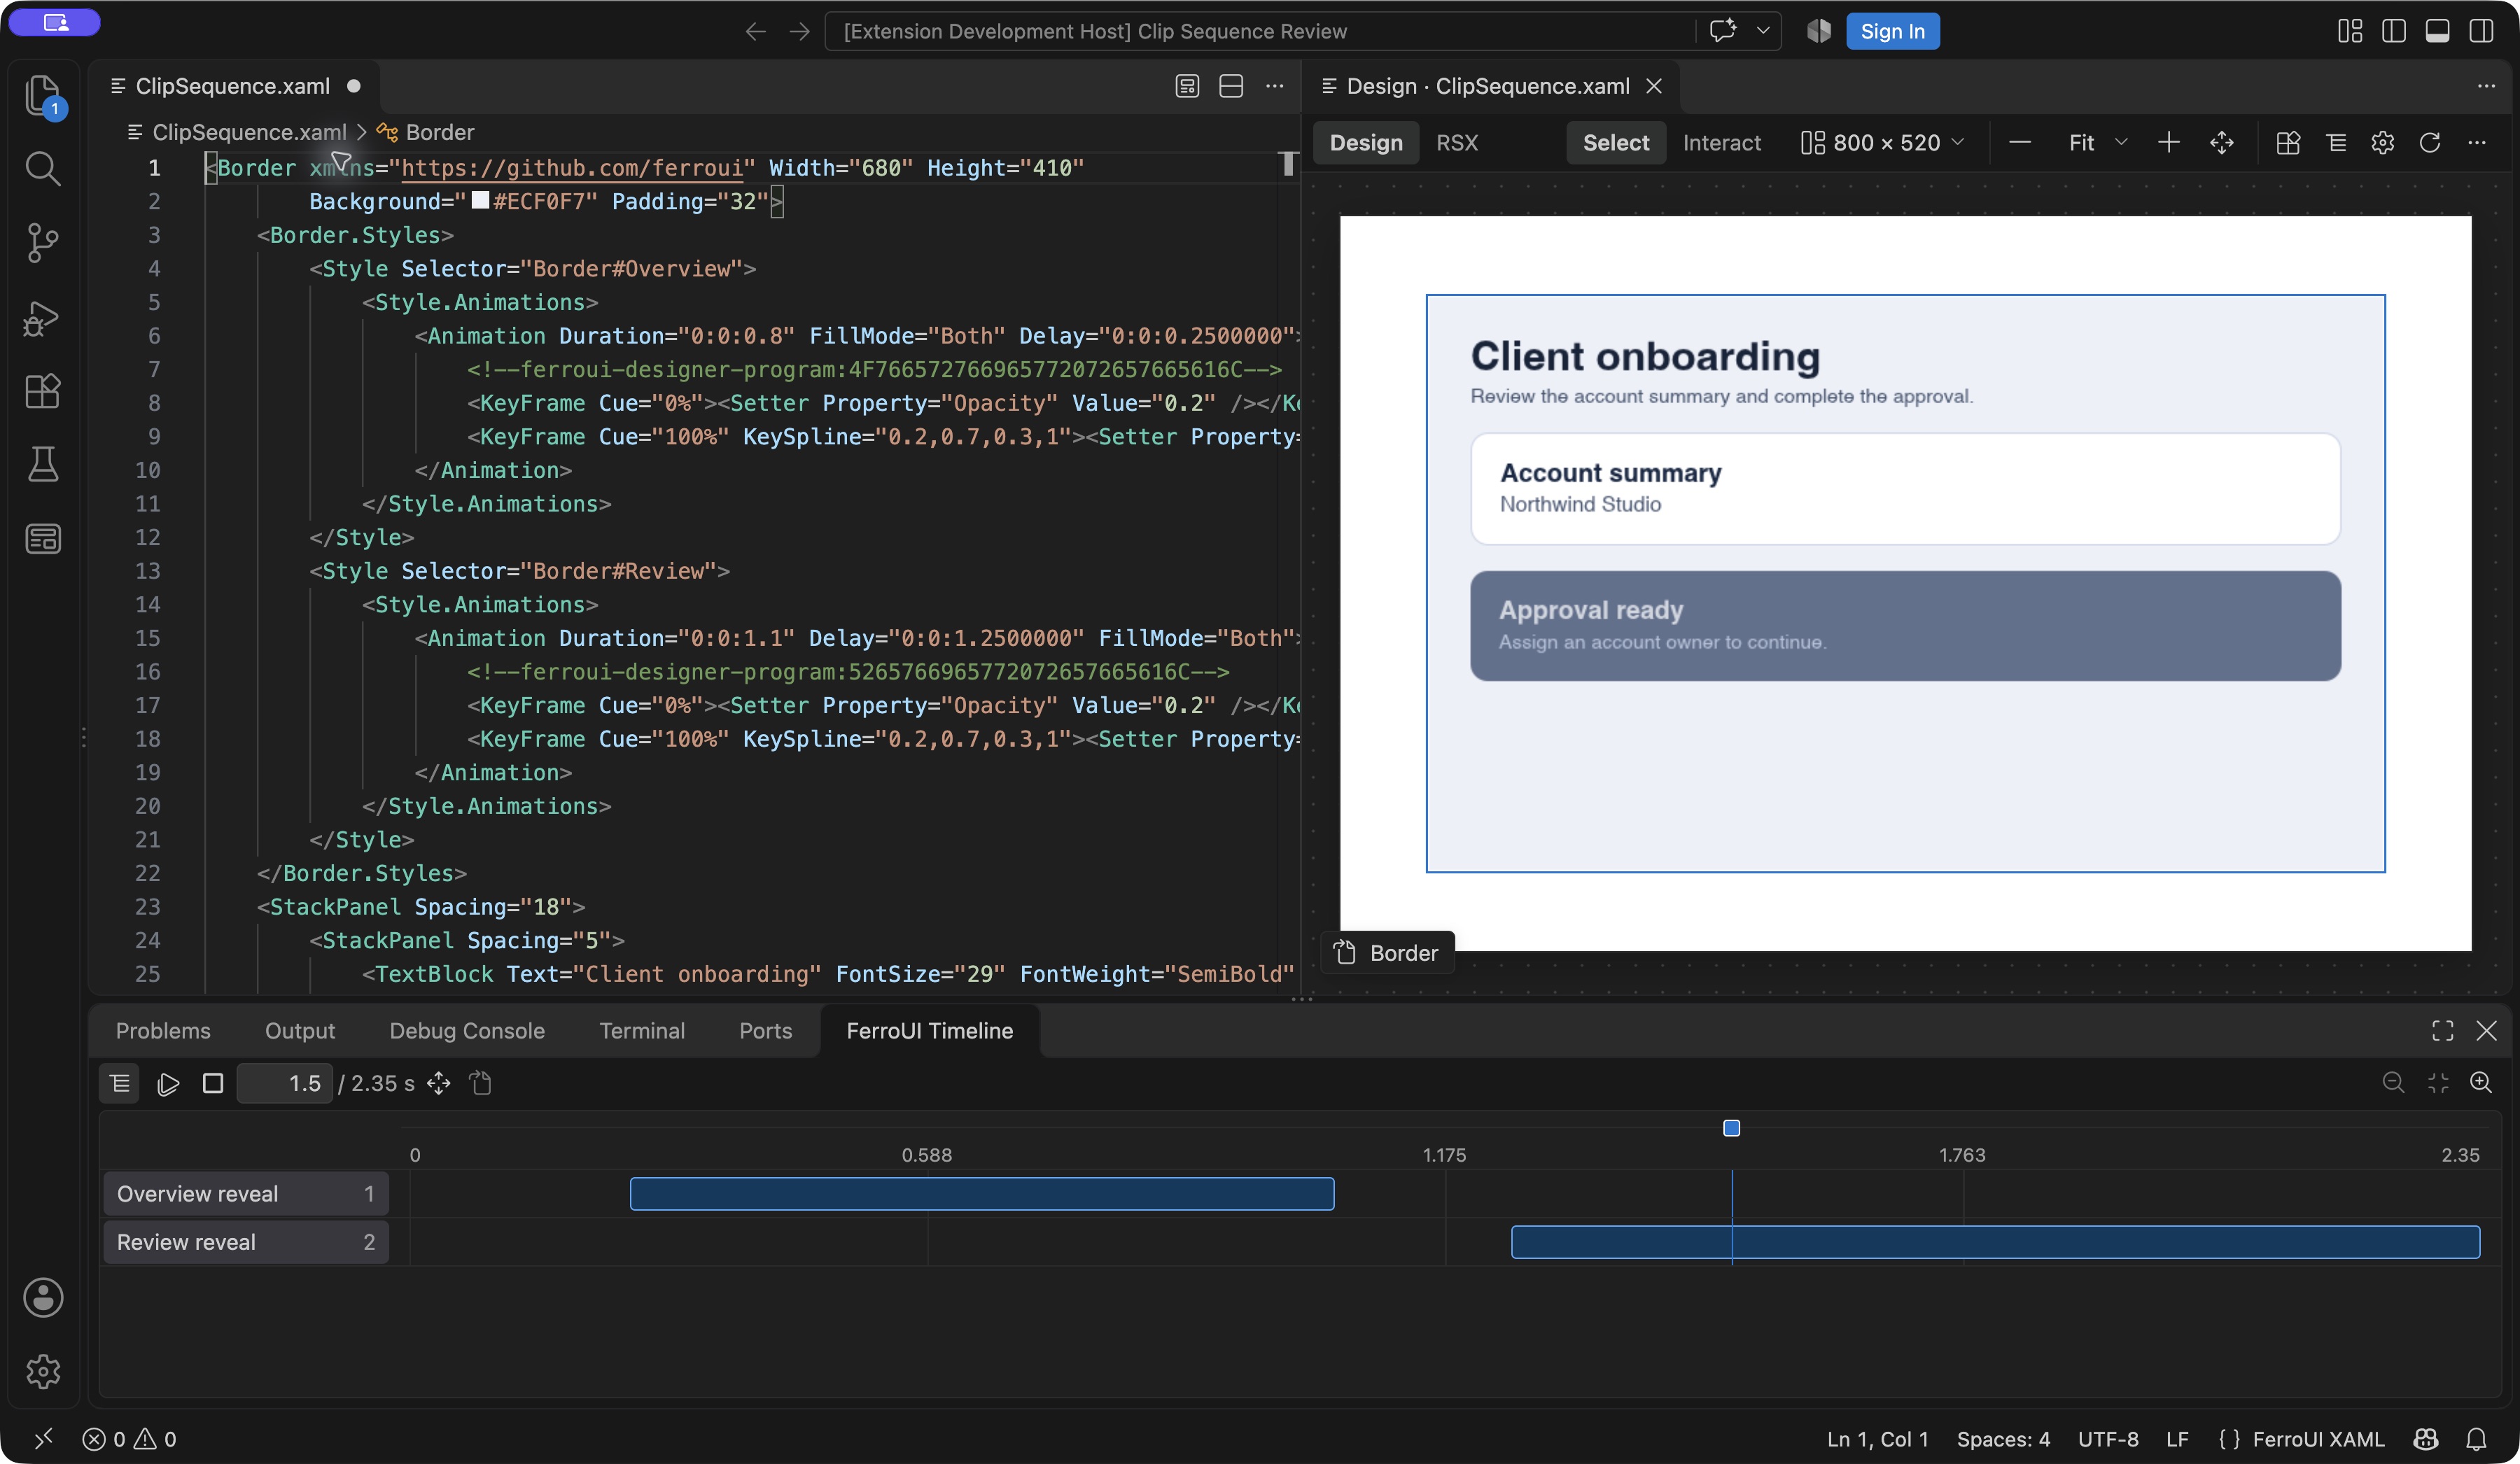 [Extension Development Host] Clip Sequence Review
Sign In
1
ClipSequence.xaml
Design · ClipSequence.xaml
ClipSequence.xaml > Border
Design RSX Select Interact 800 × 520 Fit
1 <Border xmlns="https://github.com/ferroui" Width="680" Height="410"
2 Background="#ECF0F7" Padding="32">
3 <Border.Styles>
4 <Style Selector="Border#Overview">
5 <Style.Animations>
6 <Animation Duration="0:0:0.8" FillMode="Both" Delay="0:0:0.2500000">
7 <!--ferroui-designer-program:4F766572766965772072657665616C-->
8 <KeyFrame Cue="0%"><Setter Property="Opacity" Value="0.2" /></Ke
9 <KeyFrame Cue="100%" KeySpline="0.2,0.7,0.3,1"><Setter Property=
10 </Animation>
11 </Style.Animations>
12 </Style>
13 <Style Selector="Border#Review">
14 <Style.Animations>
15 <Animation Duration="0:0:1.1" Delay="0:0:1.2500000" FillMode="Both">
16 <!--ferroui-designer-program:5265766965772072657665616C-->
17 <KeyFrame Cue="0%"><Setter Property="Opacity" Value="0.2" /></Ke
18 <KeyFrame Cue="100%" KeySpline="0.2,0.7,0.3,1"><Setter Property=
19 </Animation>
20 </Style.Animations>
21 </Style>
22 </Border.Styles>
23 <StackPanel Spacing="18">
24 <StackPanel Spacing="5">
25 <TextBlock Text="Client onboarding" FontSize="29" FontWeight="SemiBold"
Client onboarding
Review the account summary and complete the approval.
Account summary
Northwind Studio
Approval ready
Assign an account owner to continue.
Border
Problems Output Debug Console Terminal Ports FerroUI Timeline
1.5 / 2.35 s
0 0.588 1.175 1.763 2.35
Overview reveal 1
Review reveal 2
0 0
Ln 1, Col 1 Spaces: 4 UTF-8 LF {} FerroUI XAML